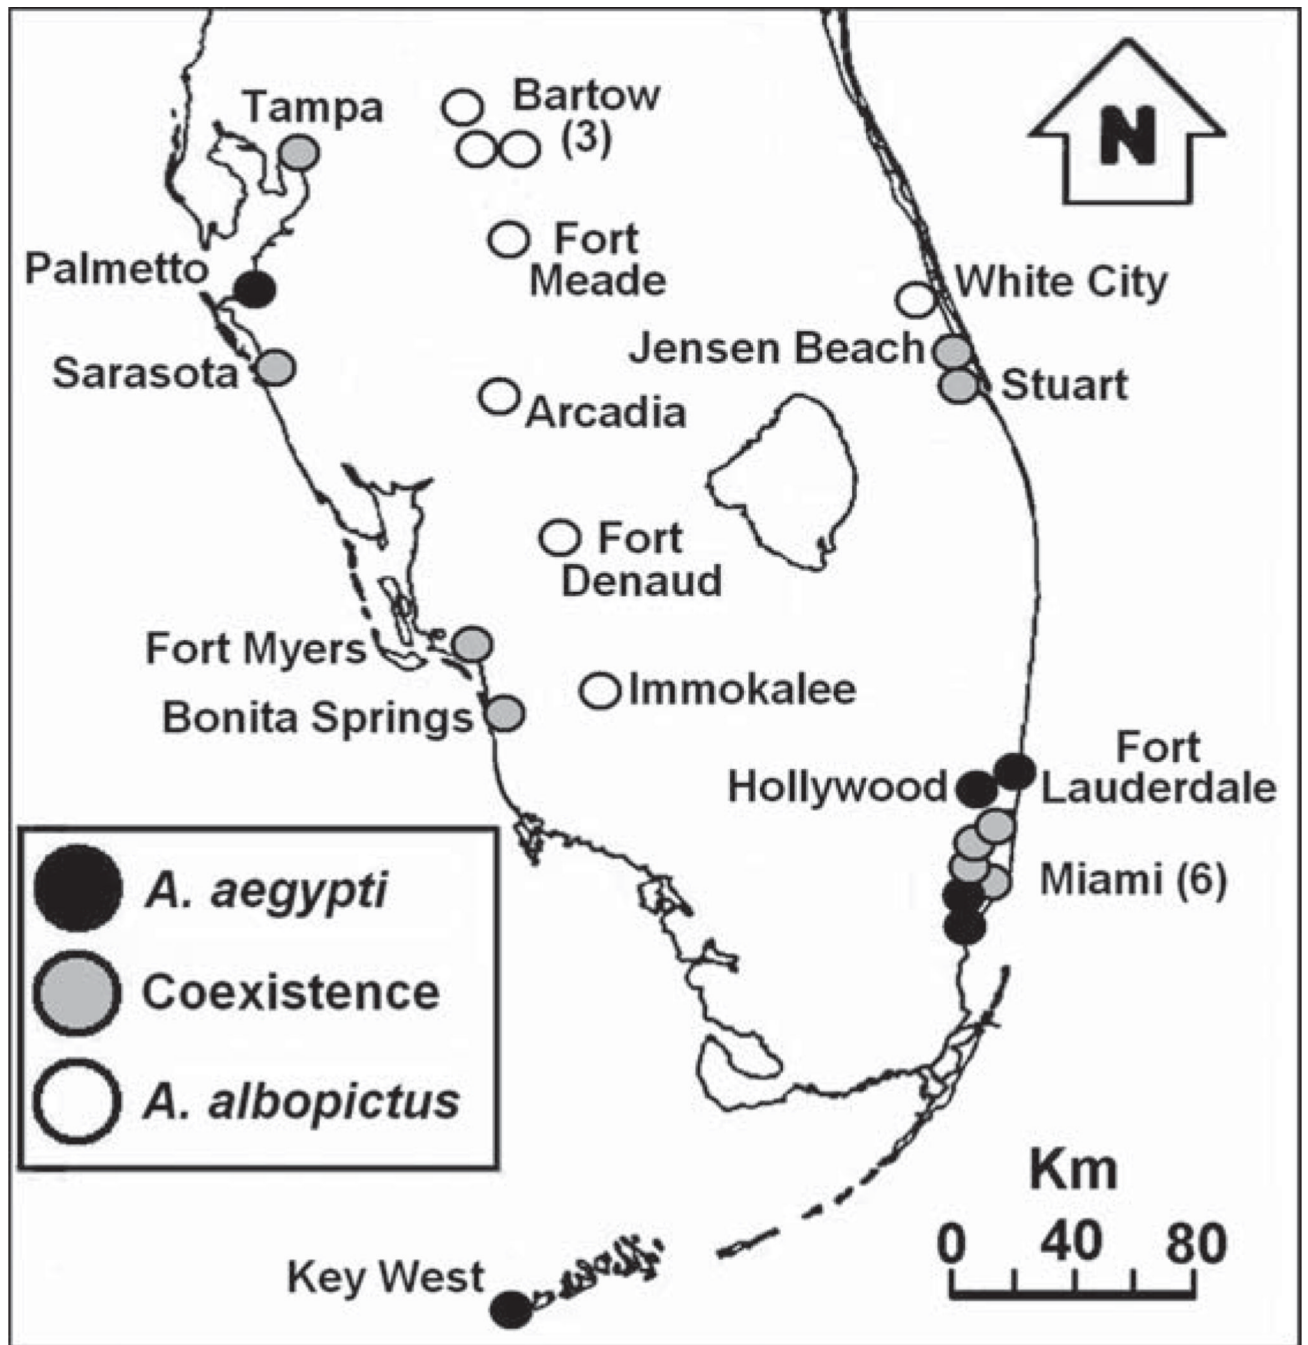 Tampa
Bartow
(3)
N
Fort
Meade
Palmetto
White City
Jensen Beach
Sarasota
Stuart
Arcadia
Fort
Denaud
Fort Myers
Immokalee
Bonita Springs
Fort
Lauderdale
Hollywood
Miami (6)
A. aegypti
Coexistence
A. albopictus
Km
0 40 80
Key West